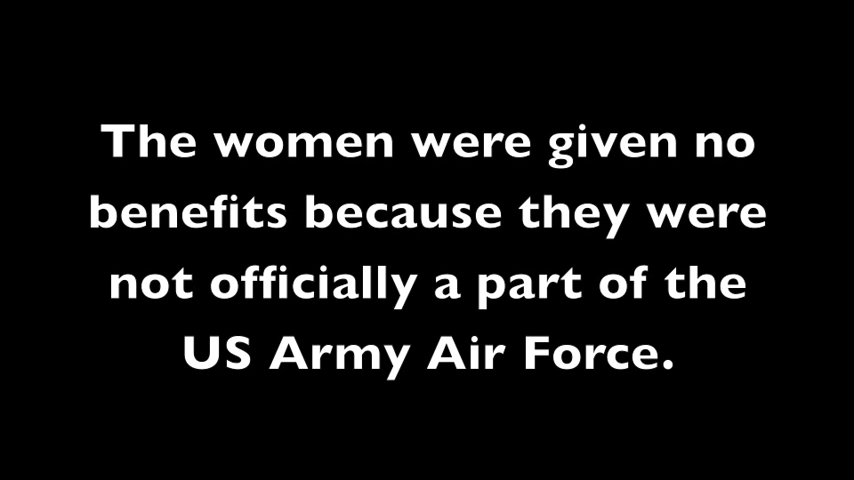 The women were given no
benefits because they were
not officially a part of the
US Army Air Force.